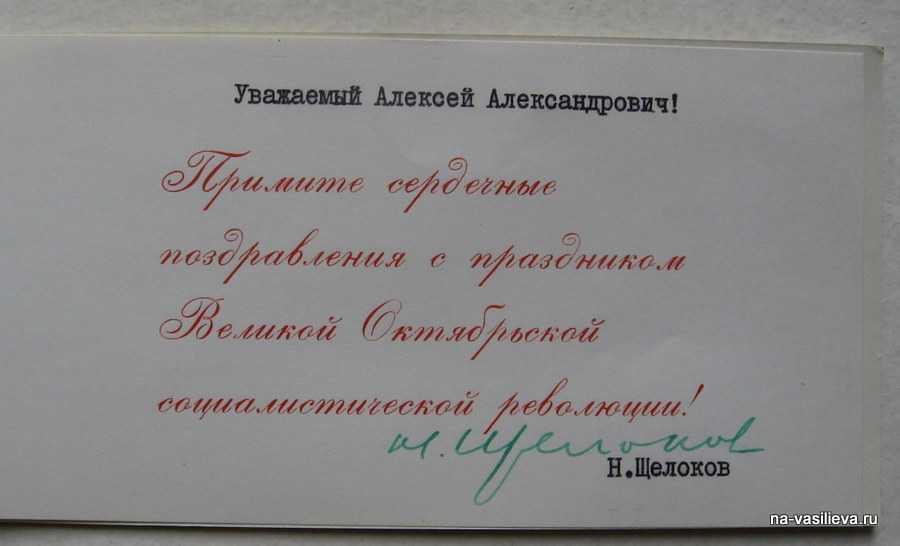 Уважаемый Алексей Александрович!
Примите сердечные
поздравления с праздником
Великой Октябрьской
социалистической революции!
Н. Щелоков
Н.Щелоков
na-vasilieva.ru